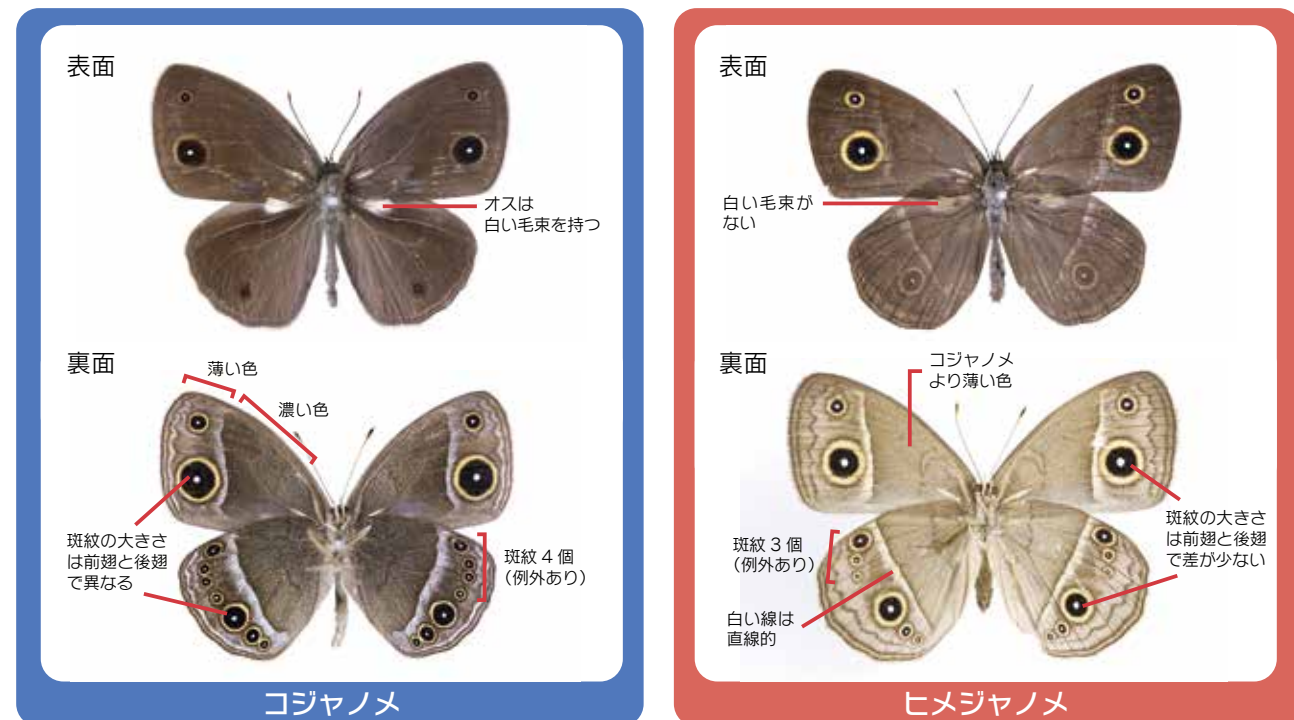 表面
オスは
白い毛束を持つ
裏面
薄い色
濃い色
斑紋の大きさ
は前翅と後翅
で異なる
斑紋 4 個
（例外あり）
コジャノメ
表面
白い毛束が
ない
裏面
コジャノメ
より薄い色
斑紋 3 個
（例外あり）
白い線は
直線的
斑紋の大きさ
は前翅と後翅
で差が少ない
ヒメジャノメ